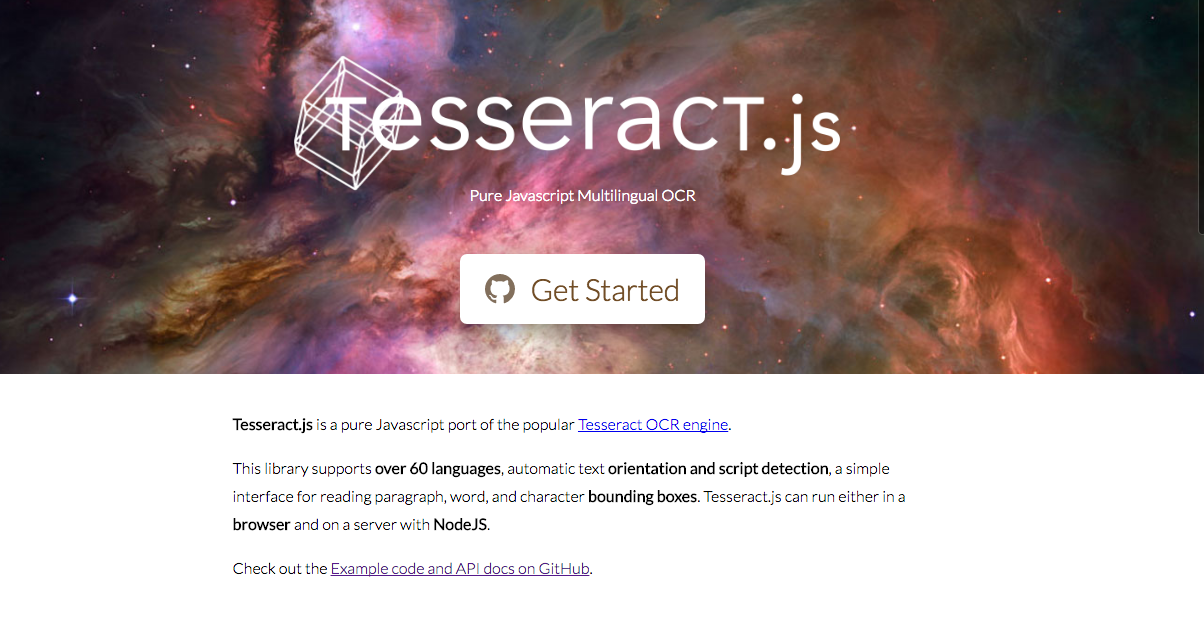 Tesseract.js
Pure Javascript Multilingual OCR
Get Started
Tesseract.js is a pure Javascript port of the popular Tesseract OCR engine.
This library supports over 60 languages, automatic text orientation and script detection, a simple
interface for reading paragraph, word, and character bounding boxes. Tesseract.js can run either in a
browser and on a server with NodeJS.
Check out the Example code and API docs on GitHub.